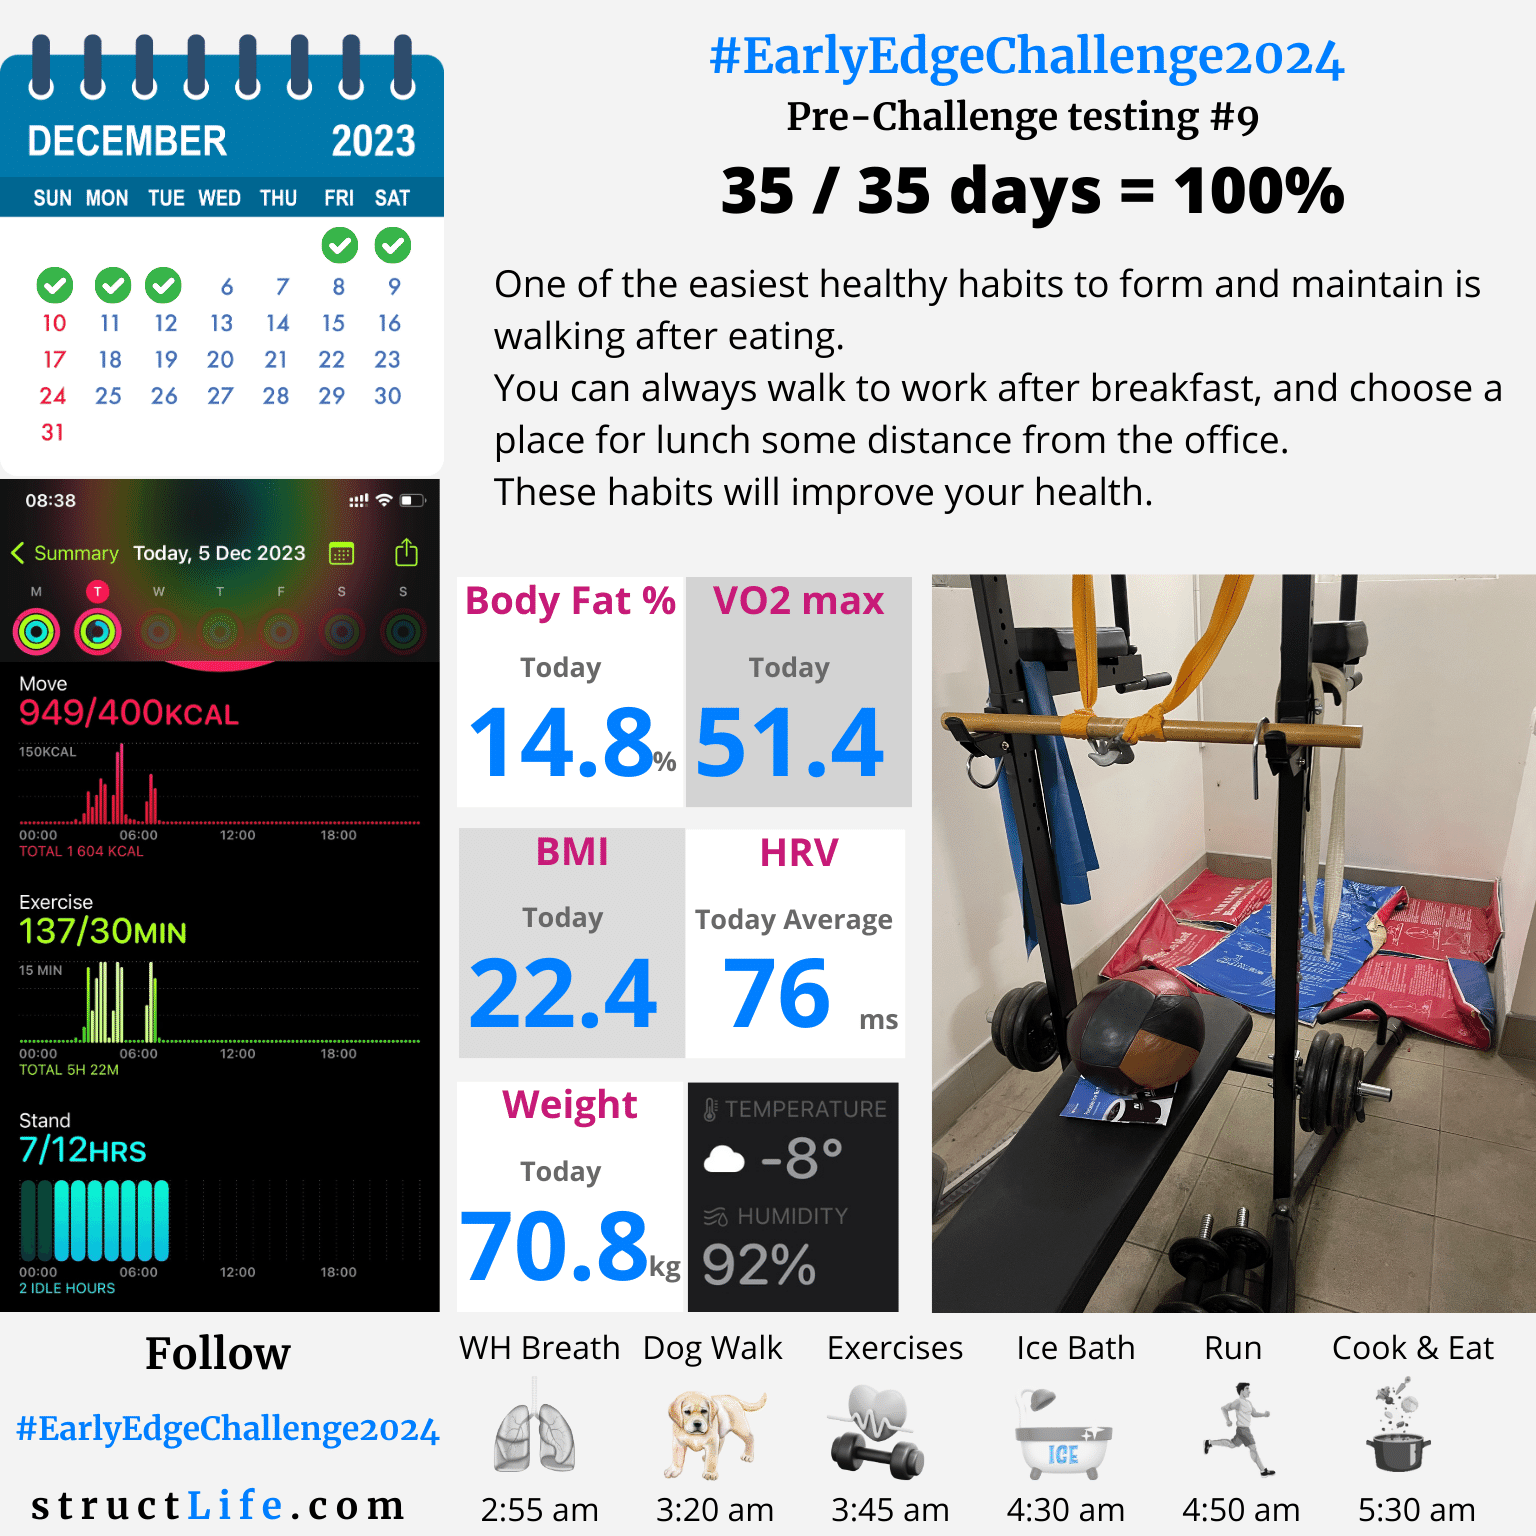 DECEMBER 2023
SUN MON TUE WED THU FRI SAT
6 7 8 9
10 11 12 13 14 15 16
17 18 19 20 21 22 23
24 25 26 27 28 29 30
31
#EarlyEdgeChallenge2024
Pre-Challenge testing #9
35 / 35 days = 100%
One of the easiest healthy habits to form and maintain is
walking after eating.
You can always walk to work after breakfast, and choose a
place for lunch some distance from the office.
These habits will improve your health.
08:38
Summary Today, 5 Dec 2023
M T W T F S S
Move
949/400KCAL
150KCAL
00:00 06:00 12:00 18:00
TOTAL 1 604 KCAL
Exercise
137/30MIN
15 MIN
00:00 06:00 12:00 18:00
TOTAL 5H 22M
Stand
7/12HRS
00:00 06:00 12:00 18:00
2 IDLE HOURS
Body Fat %
Today
14.8%
VO2 max
Today
51.4
BMI
Today
22.4
HRV
Today Average
76 ms
Weight
Today
70.8kg
TEMPERATURE
-8°
HUMIDITY
92%
Follow
#EarlyEdgeChallenge2024
structLife.com
WH Breath Dog Walk Exercises Ice Bath Run Cook & Eat
ICE
2:55 am 3:20 am 3:45 am 4:30 am 4:50 am 5:30 am